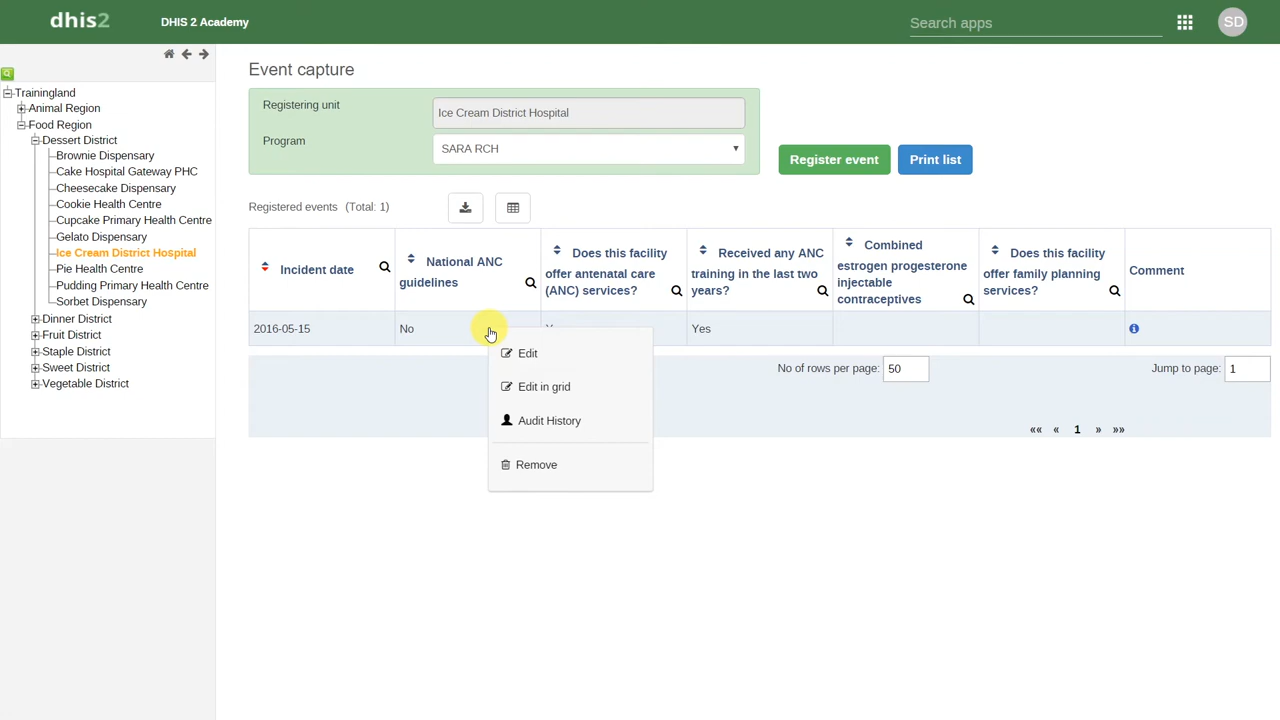 dhis2
DHIS 2 Academy
Search apps
SD
Trainingland
Animal Region
Food Region
Dessert District
Brownie Dispensary
Cake Hospital Gateway PHC
Cheesecake Dispensary
Cookie Health Centre
Cupcake Primary Health Centre
Gelato Dispensary
Ice Cream District Hospital
Pie Health Centre
Pudding Primary Health Centre
Sorbet Dispensary
Dinner District
Fruit District
Staple District
Sweet District
Vegetable District
Event capture
Registering unit
Ice Cream District Hospital
Program
SARA RCH
Register event
Print list
Registered events (Total: 1)
Incident date
National ANC
guidelines
Does this facility
offer antenatal care
(ANC) services?
Received any ANC
training in the last two
years?
Combined
estrogen progesterone
injectable
contraceptives
Does this facility
offer family planning
services?
Comment
2016-05-15
No
Yes
Edit
Edit in grid
Audit History
Remove
No of rows per page: 50
Jump to page: 1
«« « 1 » »»